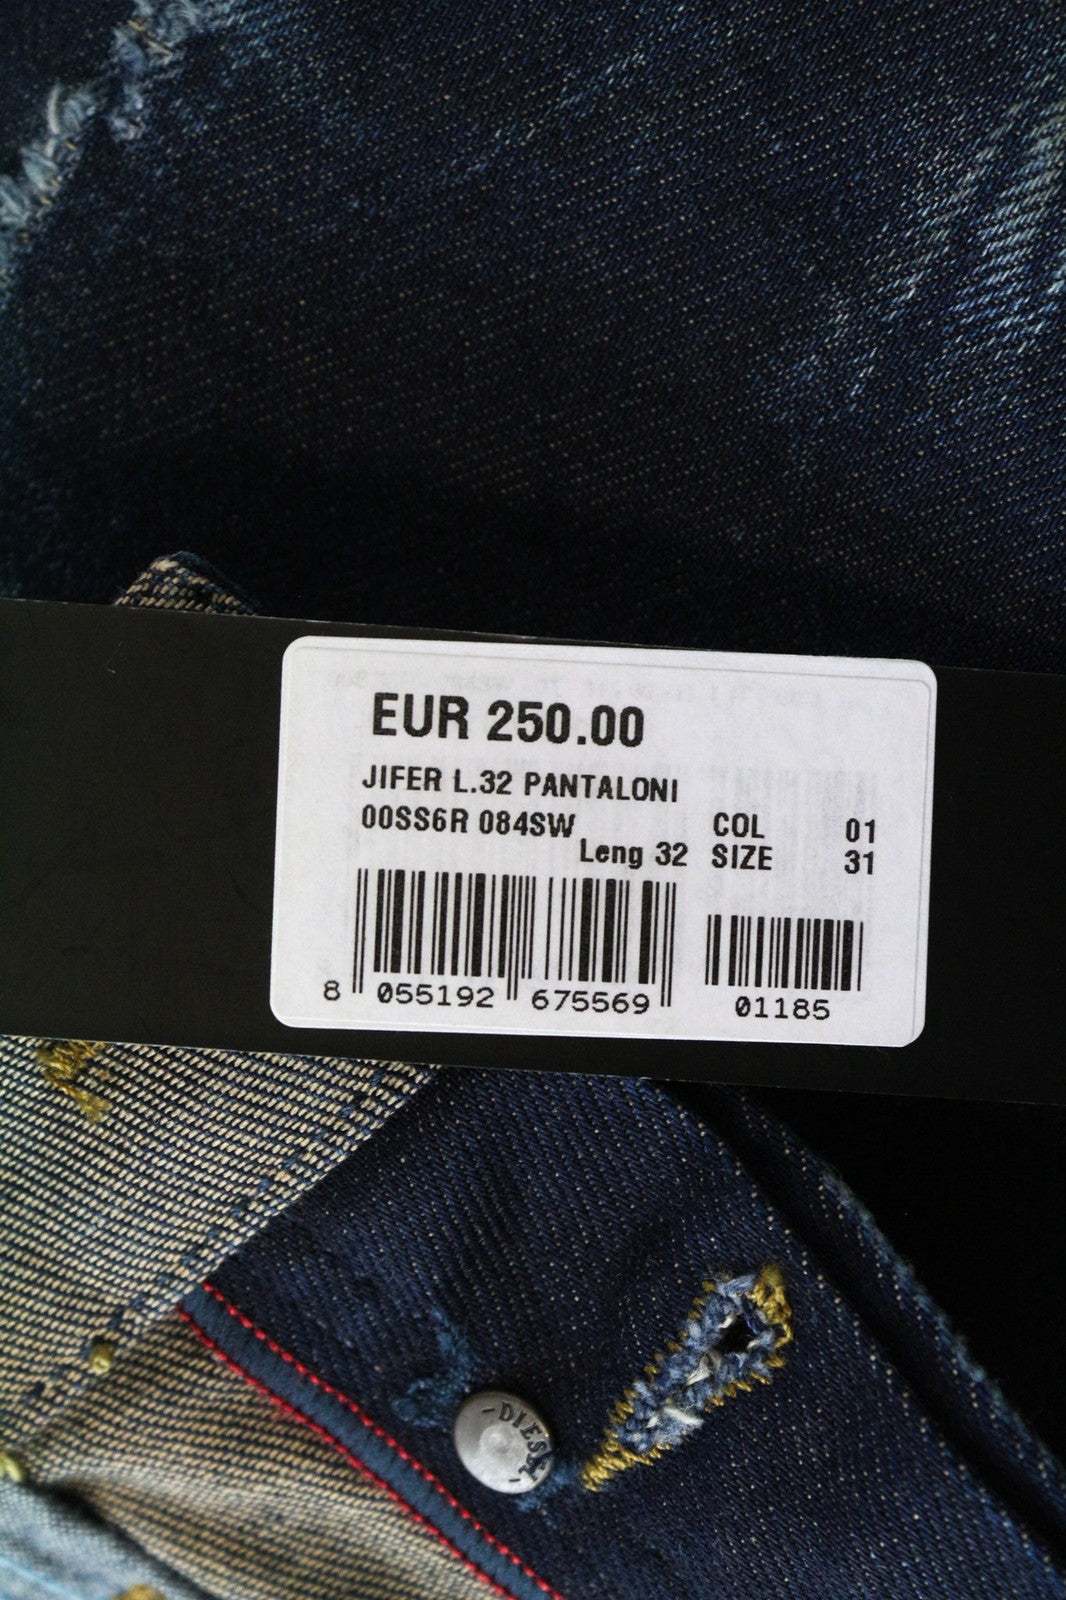 EUR 250.00
JIFER L.32 PANTALONI
00SS6R 084SW COL 01
Leng 32 SIZE 31
8 055192 675569 01185
-DIESEL-